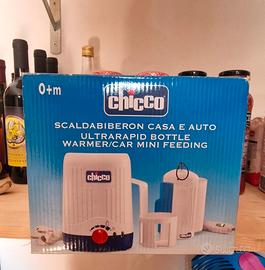 0+m
chicco
SCALDABIBERON CASA E AUTO
ULTRARAPID BOTTLE
WARMER/CAR MINI FEEDING
chicco